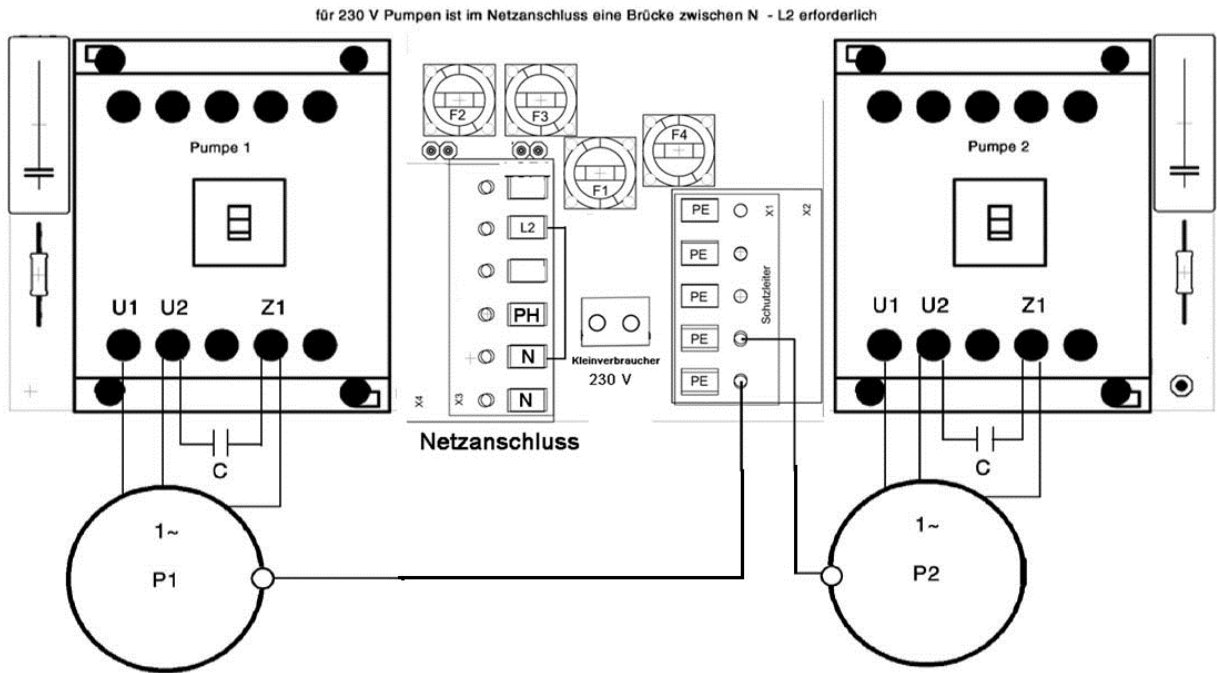 für 230 V Pumpen ist im Netzanschluss eine Brücke zwischen N - L2 erforderlich
Pumpe 1
U1 U2 Z1
C
1~
P1
F2 F3
F1
F4
L2
PH
N
N
X4 X3
Netzanschluss
Kleinverbraucher
230 V
PE
PE
PE
PE
PE
X1 X2
Schutzleiter
Pumpe 2
U1 U2 Z1
C
1~
P2